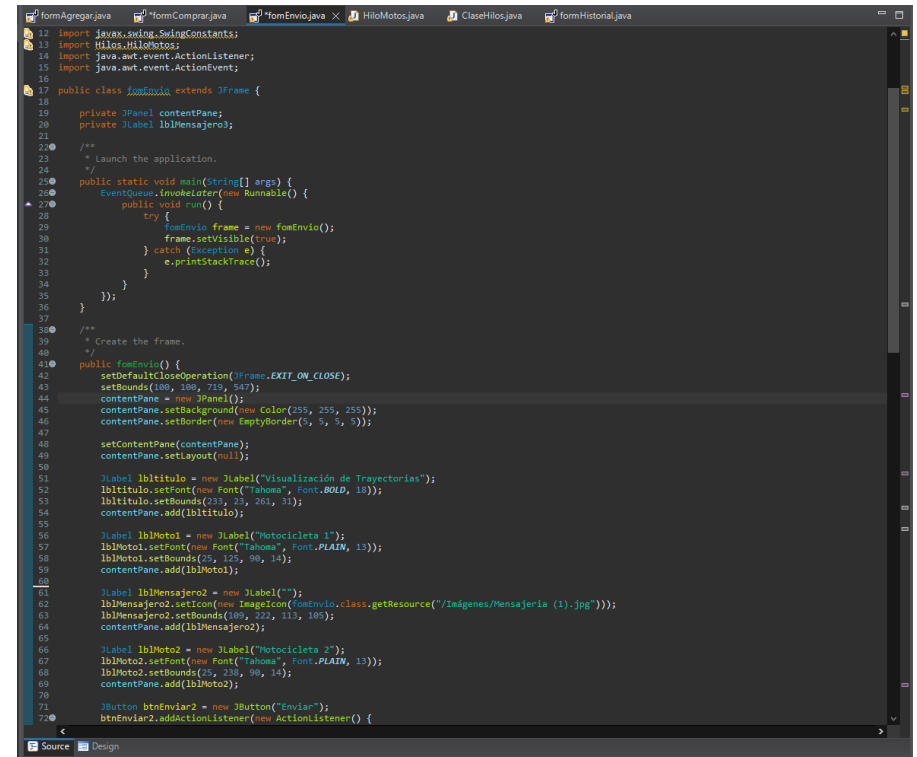 formAgregar.java *formComprar.java *fomEnvio.java HiloMotos.java ClaseHilos.java formHistorial.java
12 import javax.swing.SwingConstants;
13 import Hilos.HiloMotos;
14 import java.awt.event.ActionListener;
15 import java.awt.event.ActionEvent;
16
17 public class fomEnvio extends JFrame {
18
19     private JPanel contentPane;
20     private JLabel lblMensajero3;
21
22     /**
23      * Launch the application.
24      */
25     public static void main(String[] args) {
26         EventQueue.invokeLater(new Runnable() {
27             public void run() {
28                 try {
29                     fomEnvio frame = new fomEnvio();
30                     frame.setVisible(true);
31                 } catch (Exception e) {
32                     e.printStackTrace();
33                 }
34             }
35         });
36     }
37
38     /**
39      * Create the frame.
40      */
41     public fomEnvio() {
42         setDefaultCloseOperation(JFrame.EXIT_ON_CLOSE);
43         setBounds(100, 100, 719, 547);
44         contentPane = new JPanel();
45         contentPane.setBackground(new Color(255, 255, 255));
46         contentPane.setBorder(new EmptyBorder(5, 5, 5, 5));
47
48         setContentPane(contentPane);
49         contentPane.setLayout(null);
50
51         JLabel lbltitulo = new JLabel("Visualización de Trayectorias");
52         lbltitulo.setFont(new Font("Tahoma", Font.BOLD, 18));
53         lbltitulo.setBounds(233, 23, 261, 31);
54         contentPane.add(lbltitulo);
55
56         JLabel lblMoto1 = new JLabel("Motocicleta 1");
57         lblMoto1.setFont(new Font("Tahoma", Font.PLAIN, 13));
58         lblMoto1.setBounds(25, 125, 90, 14);
59         contentPane.add(lblMoto1);
60
61         JLabel lblMensajero2 = new JLabel("");
62         lblMensajero2.setIcon(new ImageIcon(fomEnvio.class.getResource("/Imágenes/Mensajeria (1).jpg")));
63         lblMensajero2.setBounds(109, 222, 113, 105);
64         contentPane.add(lblMensajero2);
65
66         JLabel lblMoto2 = new JLabel("Motocicleta 2");
67         lblMoto2.setFont(new Font("Tahoma", Font.PLAIN, 13));
68         lblMoto2.setBounds(25, 238, 90, 14);
69         contentPane.add(lblMoto2);
70
71         JButton btnEnviar2 = new JButton("Enviar");
72         btnEnviar2.addActionListener(new ActionListener() {
Source Design